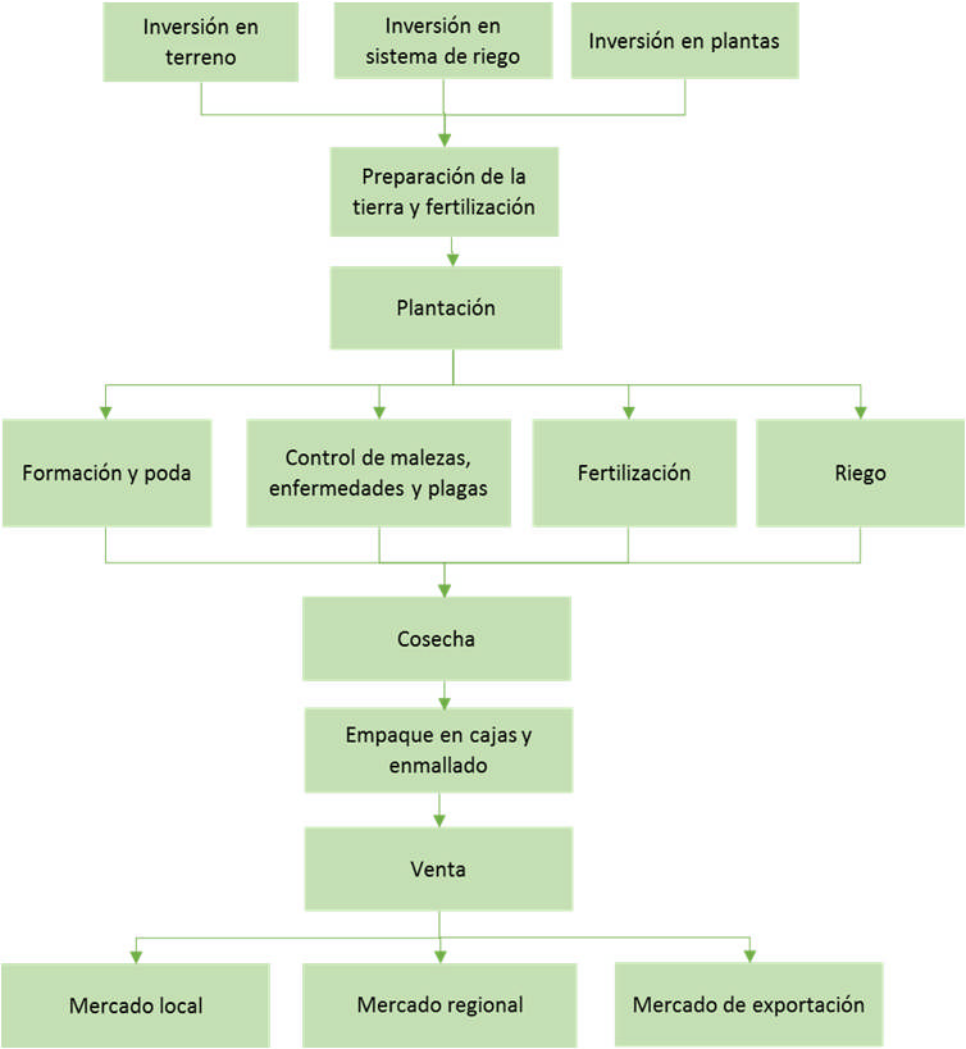 Inversión en
terreno
Inversión en
sistema de riego
Inversión en plantas
Preparación de la
tierra y fertilización
Plantación
Formación y poda
Control de malezas,
enfermedades y plagas
Fertilización
Riego
Cosecha
Empaque en cajas y
enmallado
Venta
Mercado local
Mercado regional
Mercado de exportación